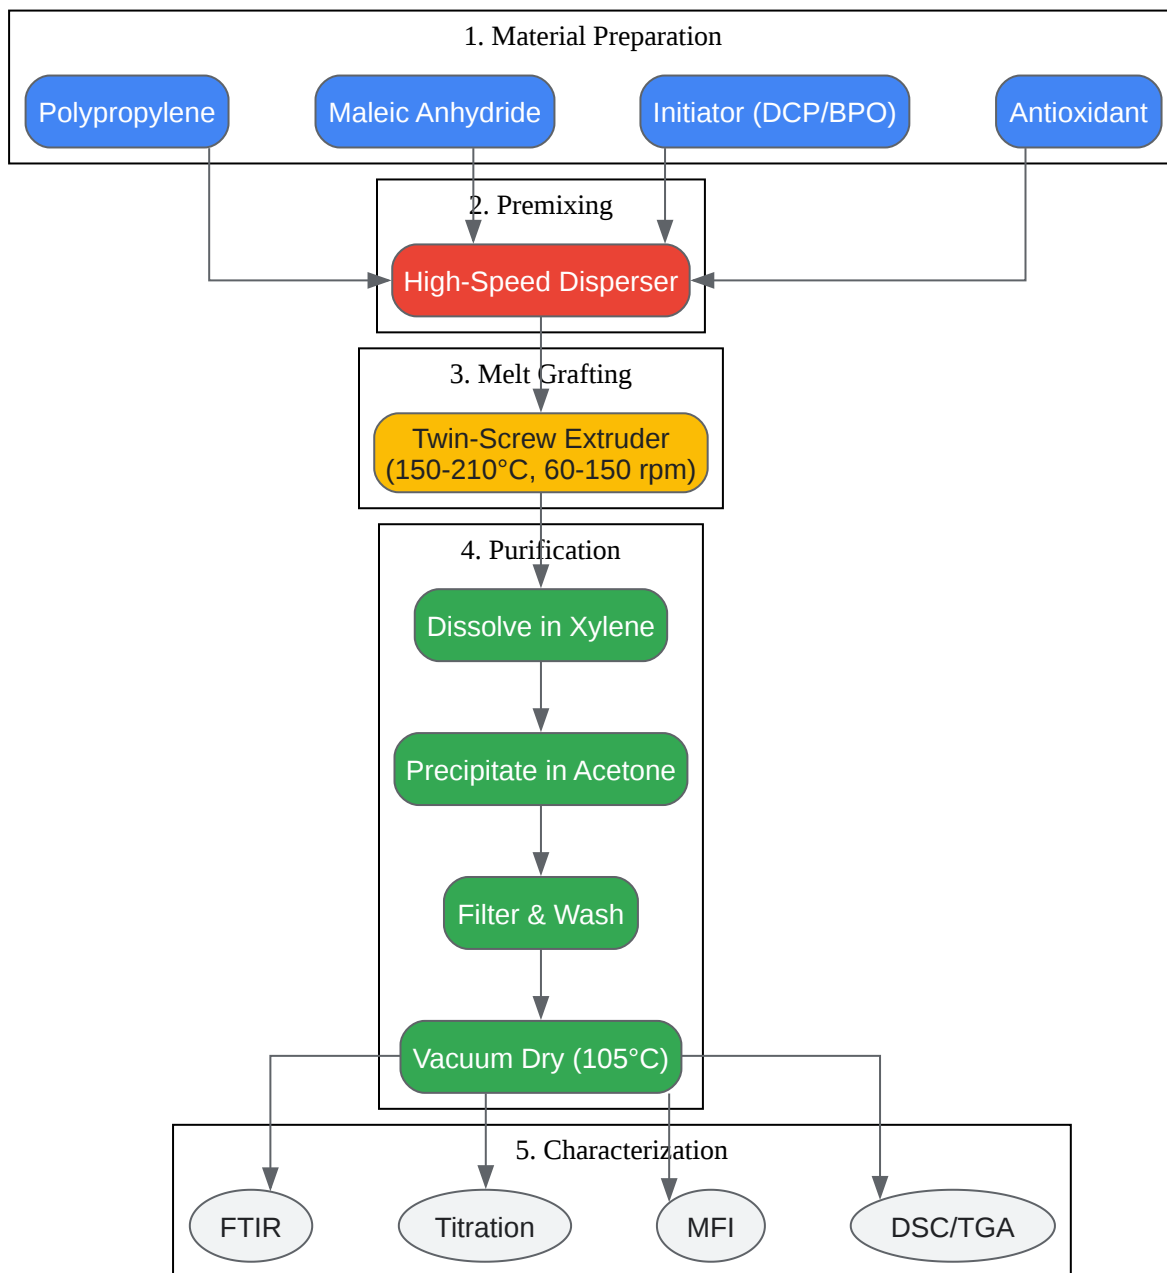 1. Material Preparation
Polypropylene
Maleic Anhydride
Initiator (DCP/BPO)
Antioxidant
2. Premixing
High-Speed Disperser
3. Melt Grafting
Twin-Screw Extruder
(150-210°C, 60-150 rpm)
4. Purification
Dissolve in Xylene
Precipitate in Acetone
Filter & Wash
Vacuum Dry (105°C)
5. Characterization
FTIR
Titration
MFI
DSC/TGA